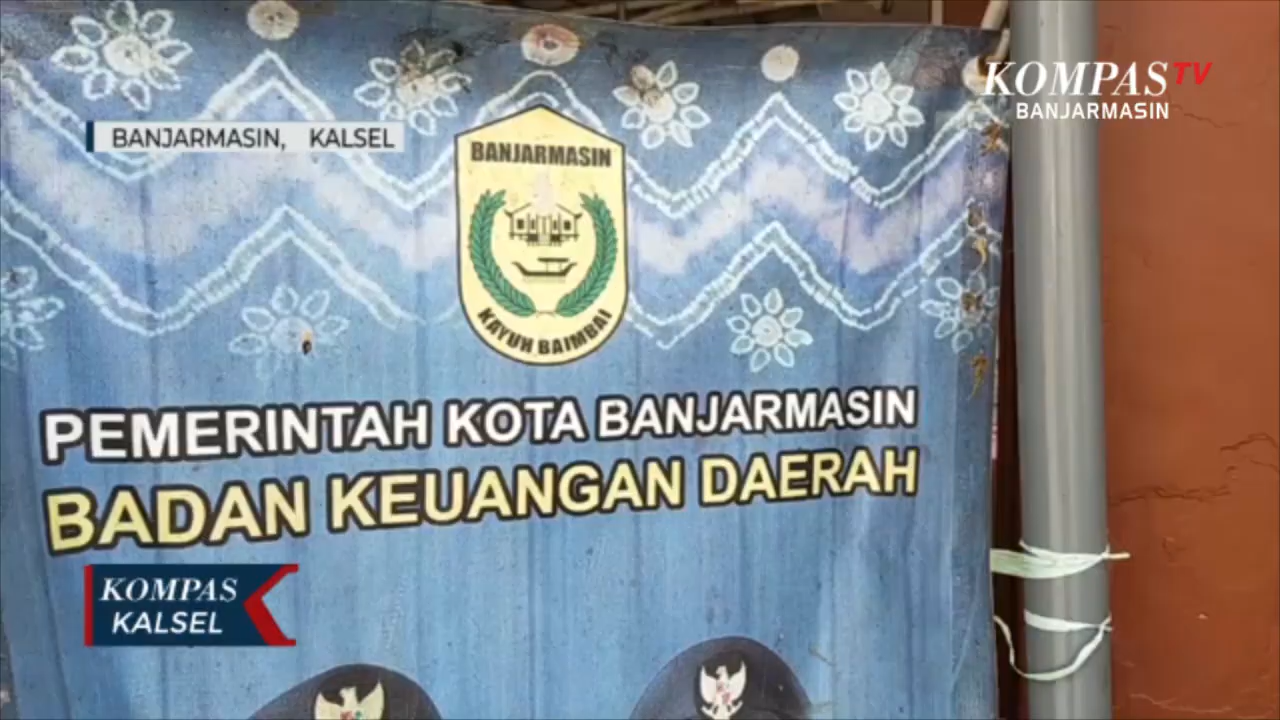 KOMPAS TV
BANJARMASIN
BANJARMASIN, KALSEL
BANJARMASIN
KAYUH BAIMBAI
PEMERINTAH KOTA BANJARMASIN
BADAN KEUANGAN DAERAH
KOMPAS
KALSEL